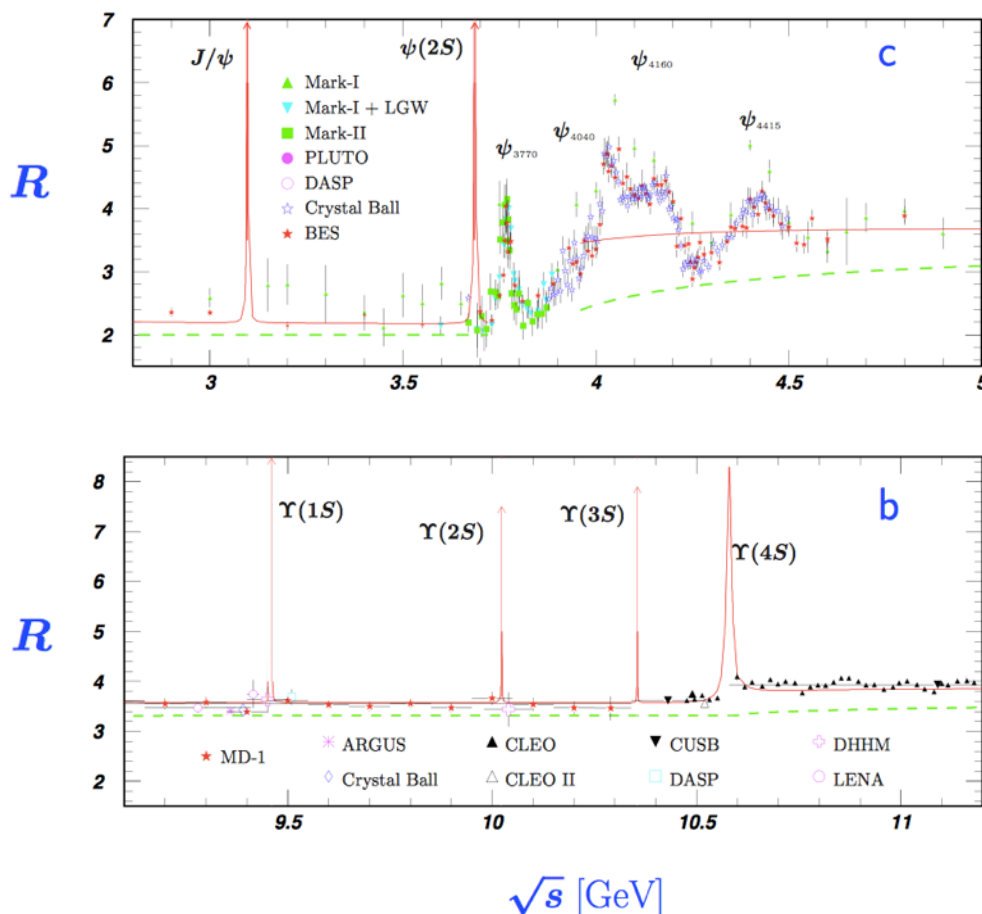 7
6
5
4
3
2
R
J/ψ
ψ(2S)
ψ₃₇₇₀
ψ₄₀₄₀
ψ₄₁₆₀
ψ₄₄₁₅
c
Mark-I
Mark-I + LGW
Mark-II
PLUTO
DASP
Crystal Ball
BES
3 3.5 4 4.5 5
8
7
6
5
4
3
2
R
ϒ(1S)
ϒ(2S)
ϒ(3S)
ϒ(4S)
b
MD-1 ARGUS CLEO CUSB DHHM
Crystal Ball CLEO II DASP LENA
9.5 10 10.5 11
√s [GeV]